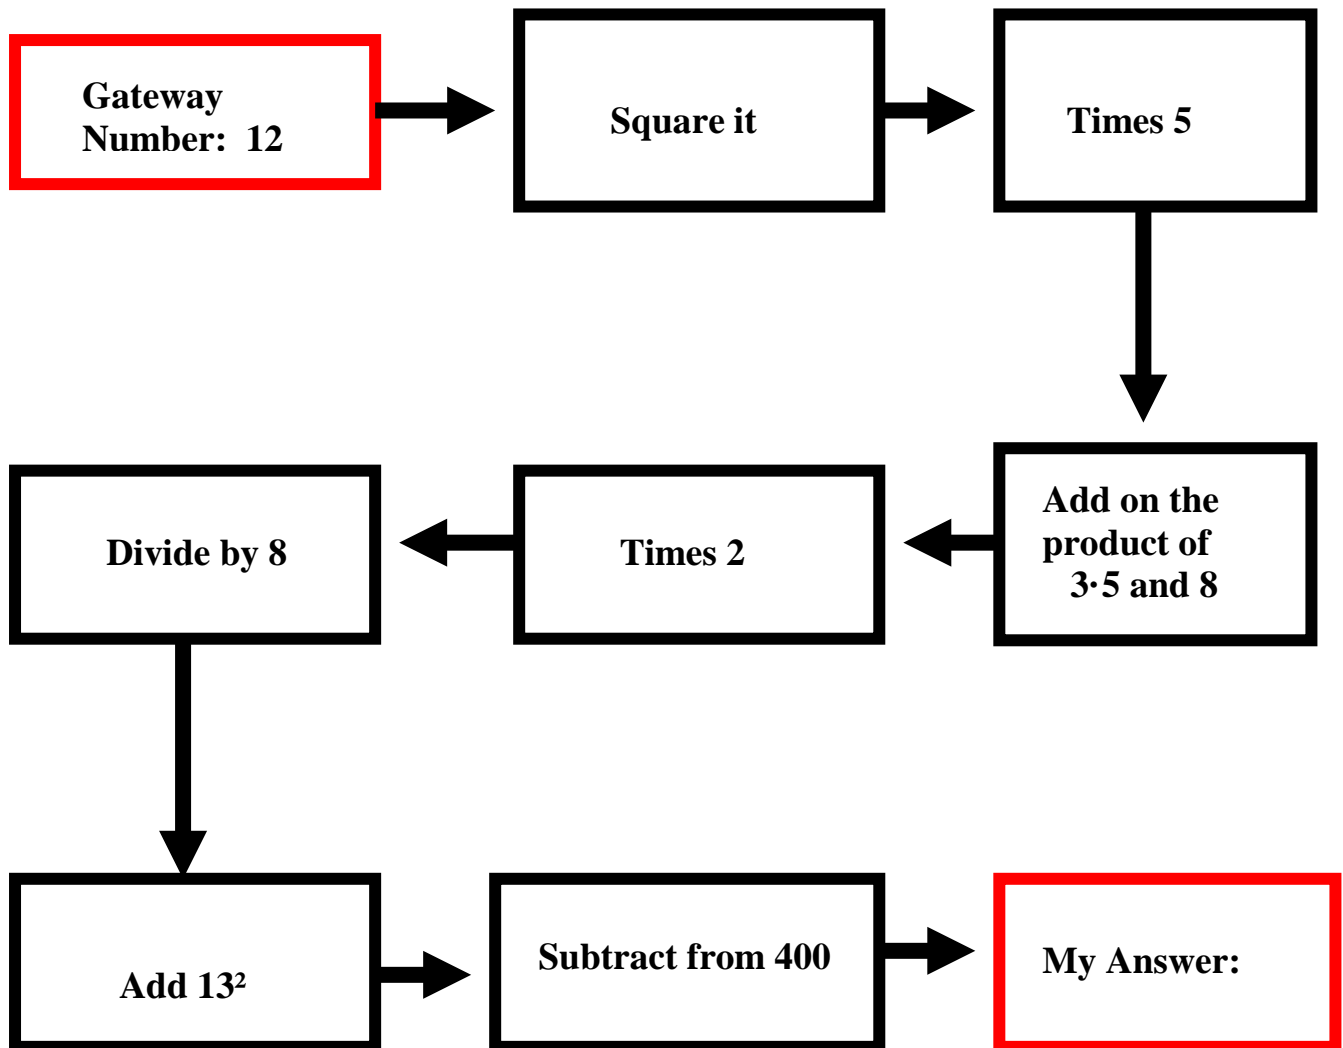 Gateway
Number: 12
Square it
Times 5
Add on the
product of
3·5 and 8
Times 2
Divide by 8
Add 13²
Subtract from 400
My Answer: